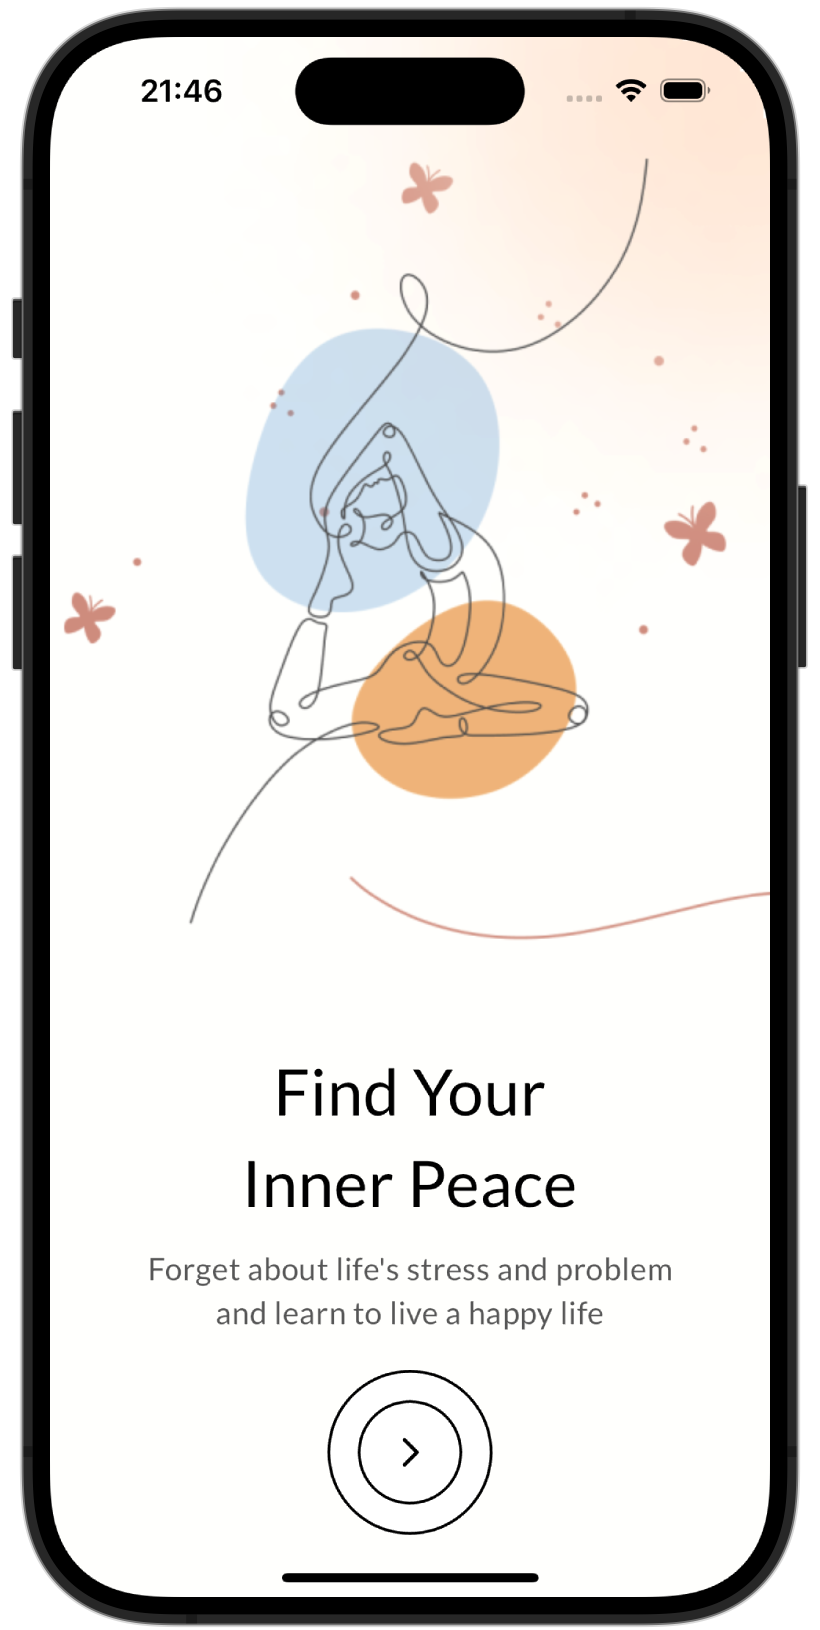 21:46
Find Your
Inner Peace
Forget about life's stress and problem
and learn to live a happy life